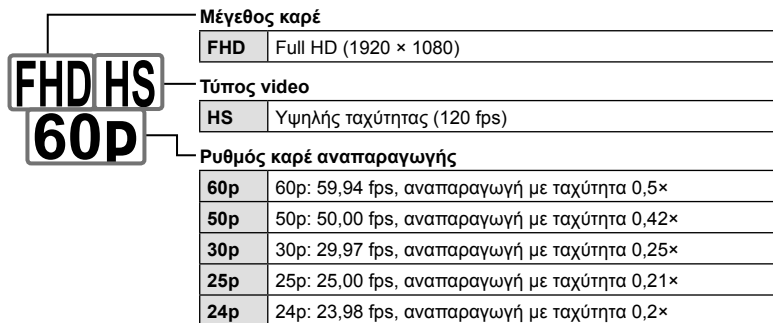 Μέγεθος καρέ
FHD Full HD (1920 × 1080)
FHD HS
60p
Τύπος video
HS Υψηλής ταχύτητας (120 fps)
Ρυθμός καρέ αναπαραγωγής
60p 60p: 59,94 fps, αναπαραγωγή με ταχύτητα 0,5×
50p 50p: 50,00 fps, αναπαραγωγή με ταχύτητα 0,42×
30p 30p: 29,97 fps, αναπαραγωγή με ταχύτητα 0,25×
25p 25p: 25,00 fps, αναπαραγωγή με ταχύτητα 0,21×
24p 24p: 23,98 fps, αναπαραγωγή με ταχύτητα 0,2×